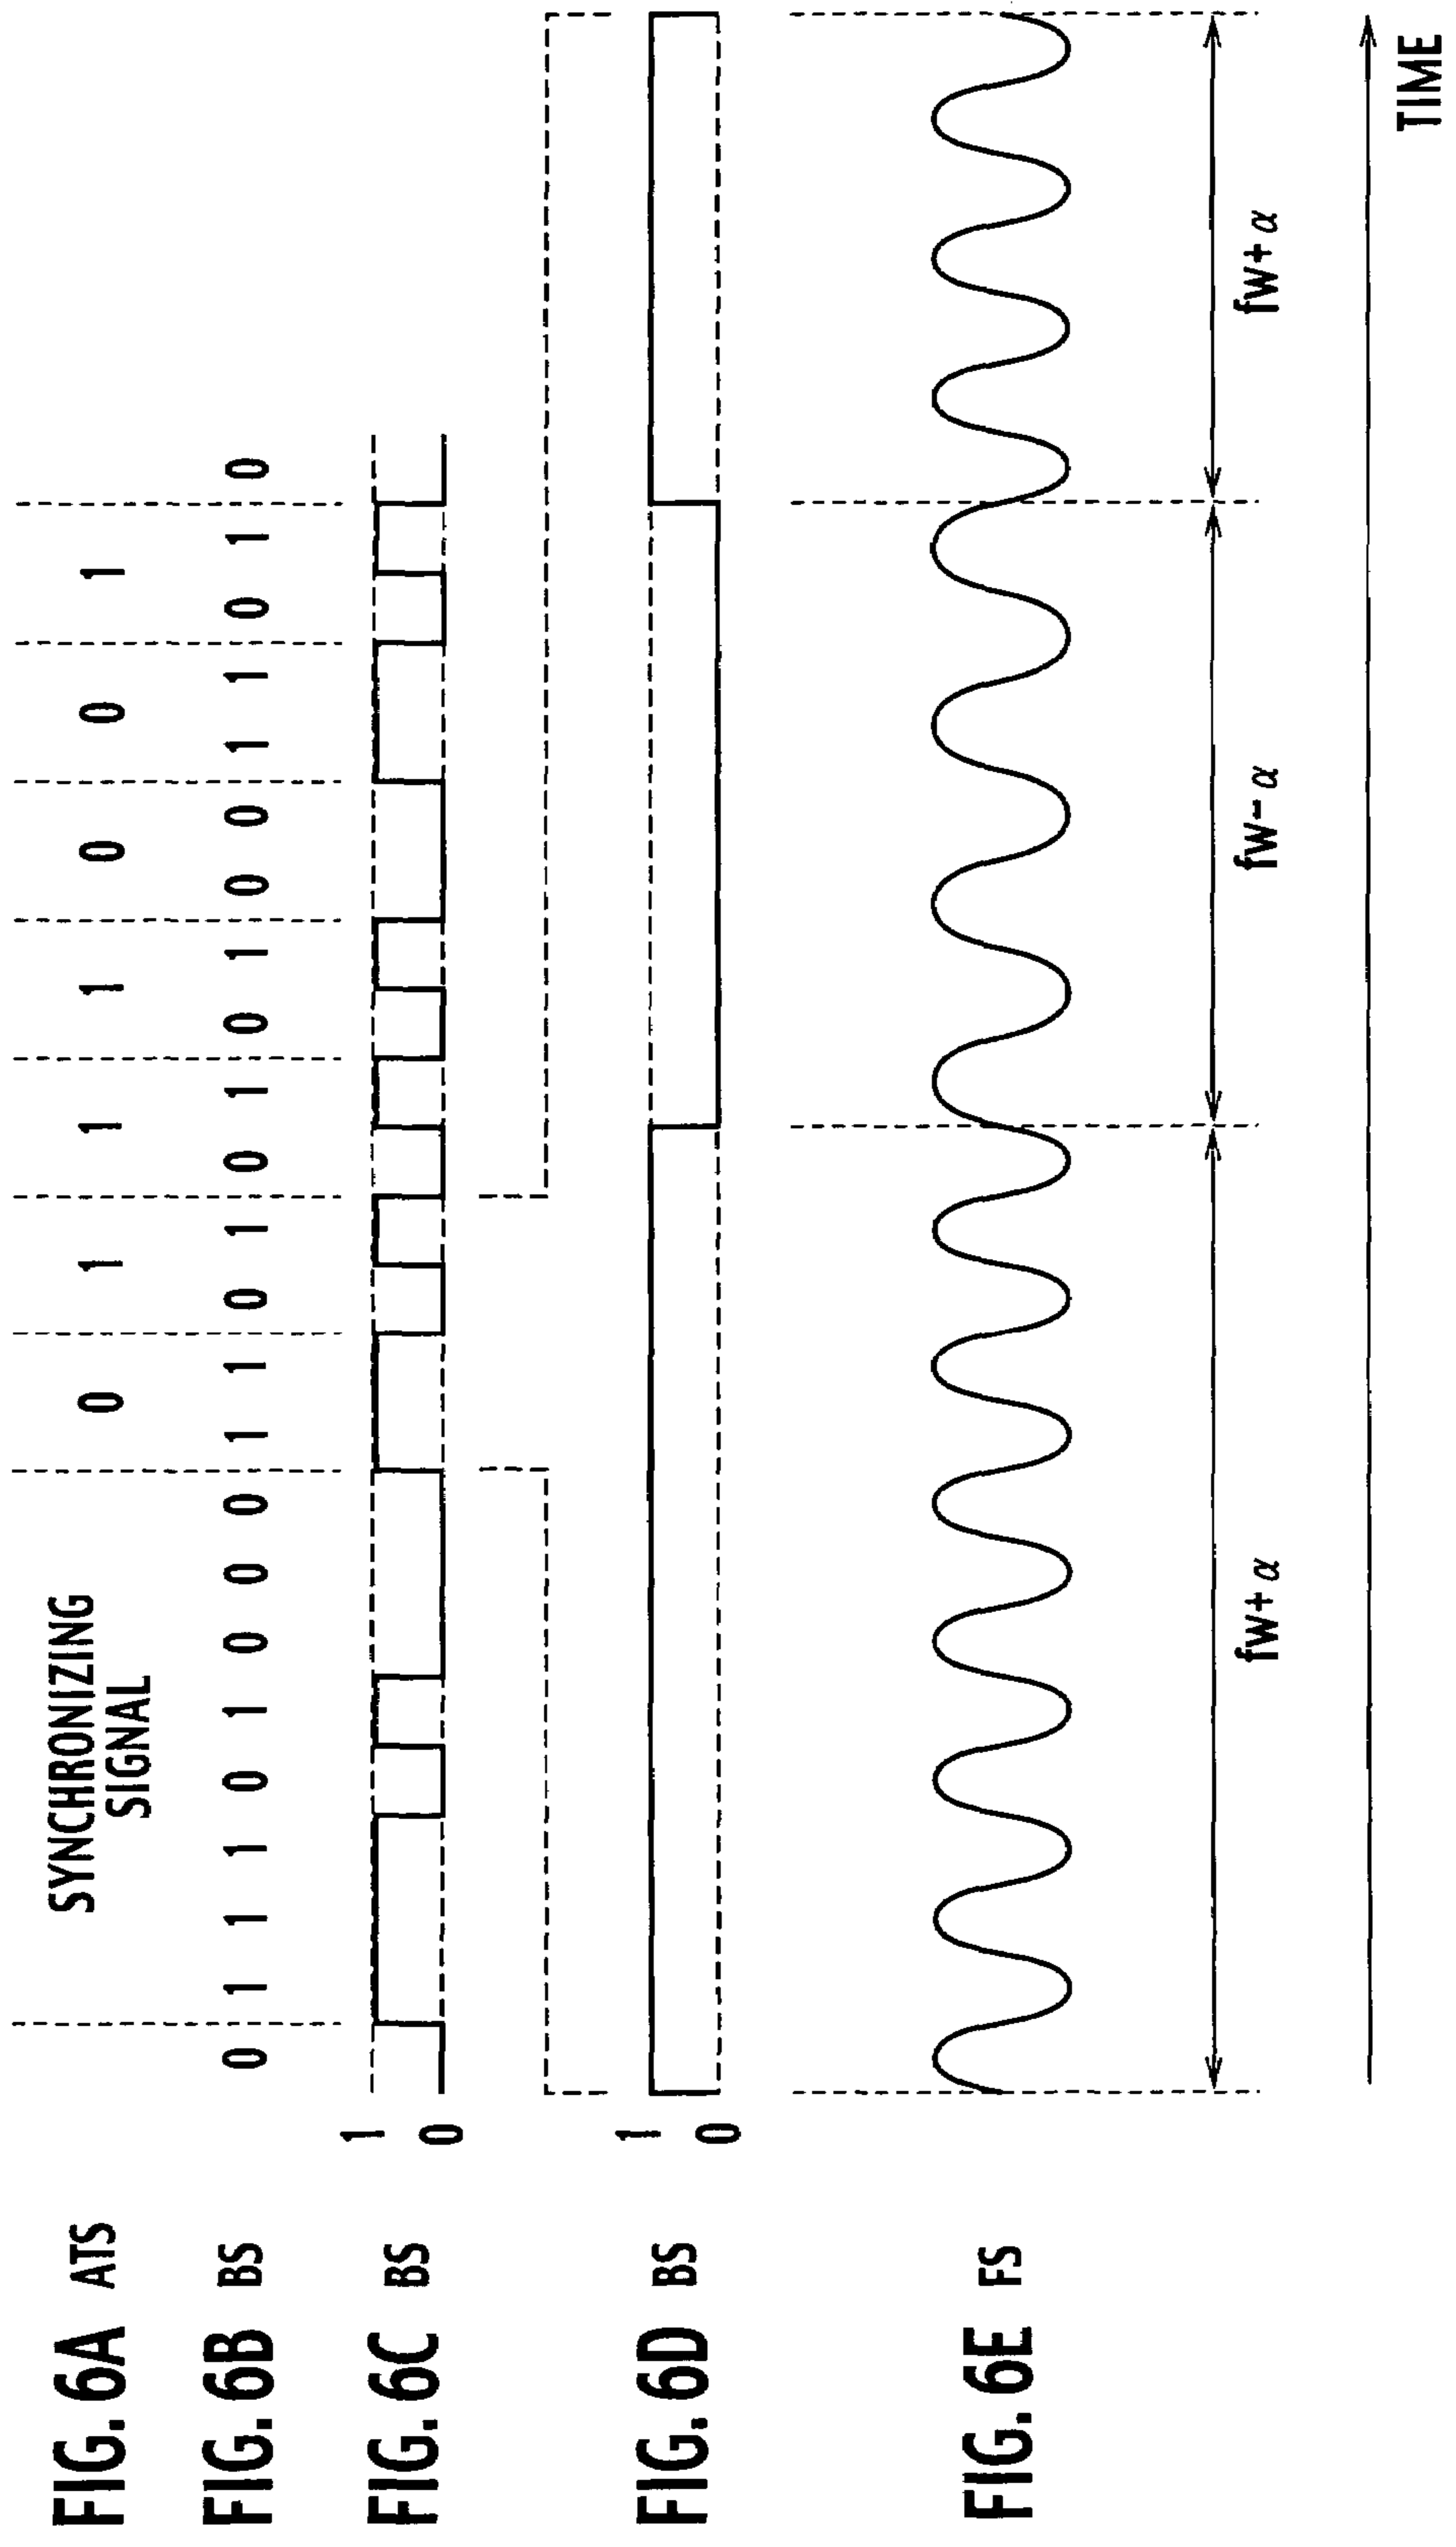 FIG. 6A ATS SYNCHRONIZING
SIGNAL 0 1 1 1 0 0 1
FIG. 6B BS 0 1 1 1 0 1 0 0 0 1 1 0 1 0 1 0 1 0 0 1 1 0 1 0
FIG. 6C BS 1
0
FIG. 6D BS 1
0
FIG. 6E FS
fw+α fw-α fw+α
TIME